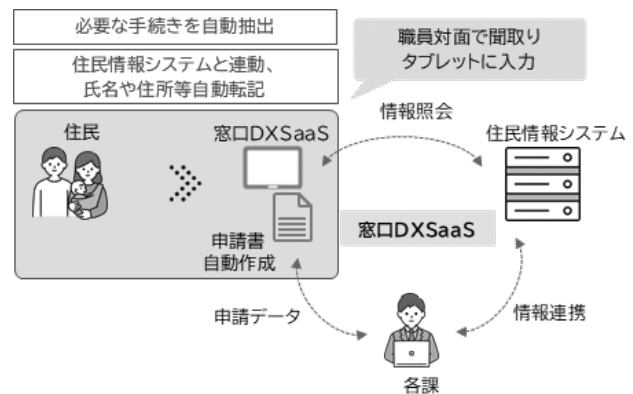 必要な手続きを自動抽出
住民情報システムと連動、
氏名や住所等自動転記
職員対面で聞取り
タブレットに入力
住民
窓口DXSaaS
申請書
自動作成
情報照会
住民情報システム
窓口DXSaaS
申請データ
情報連携
各課